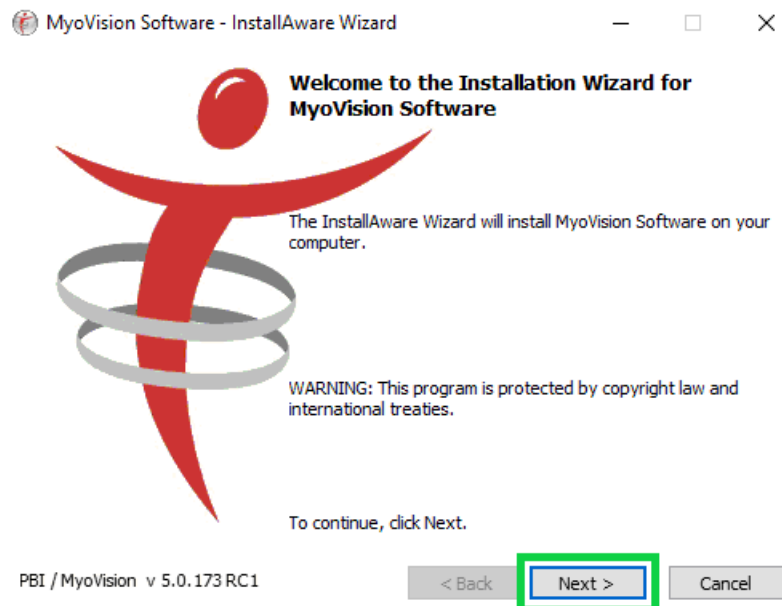 MyoVision Software - InstallAware Wizard
Welcome to the Installation Wizard for
MyoVision Software
The InstallAware Wizard will install MyoVision Software on your
computer.
WARNING: This program is protected by copyright law and
international treaties.
To continue, click Next.
PBI / MyoVision v 5.0.173 RC1
< Back Next > Cancel